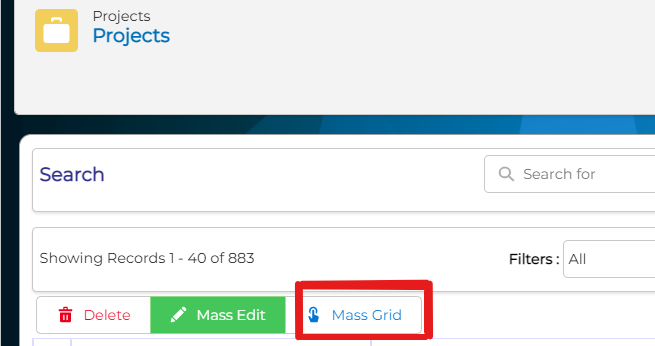 Projects
Projects
Search
Search for
Showing Records 1 - 40 of 883
Filters :
All
Delete
Mass Edit
Mass Grid